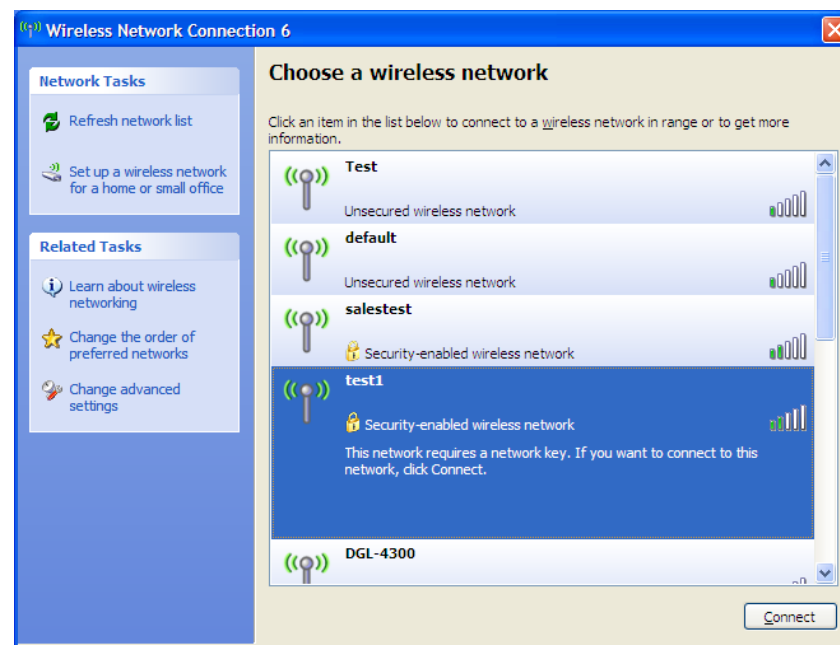 Wireless Network Connection 6
Network Tasks
Refresh network list
Set up a wireless network
for a home or small office
Related Tasks
Learn about wireless
networking
Change the order of
preferred networks
Change advanced
settings
Choose a wireless network
Click an item in the list below to connect to a wireless network in range or to get more
information.
Test
Unsecured wireless network
default
Unsecured wireless network
salestest
Security-enabled wireless network
test1
Security-enabled wireless network
This network requires a network key. If you want to connect to this
network, click Connect.
DGL-4300
Connect